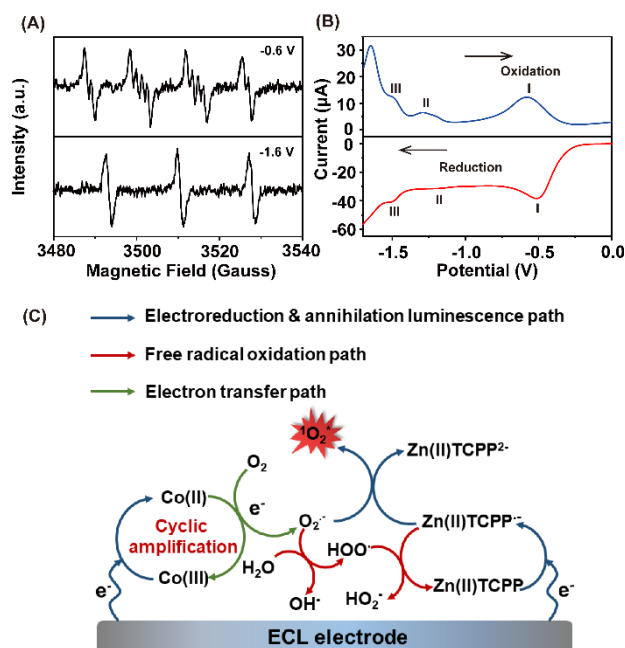 (A)
-0.6 V
-1.6 V
Intensity (a.u.)
3480 3500 3520 3540
Magnetic Field (Gauss)
(B)
Oxidation
III
II
I
30
20
10
0
Reduction
III
II
I
0
-20
-40
-60
Current (μA)
-1.5 -1.0 -0.5 0.0
Potential (V)
(C)
Electroreduction & annihilation luminescence path
Free radical oxidation path
Electron transfer path
¹O₂*
Zn(II)TCPP²⁻
O₂
Co(II)
e⁻
O₂·⁻
Zn(II)TCPP·⁻
Cyclic
amplification
HOO·
H₂O
Co(III)
Zn(II)TCPP
e⁻
e⁻
OH⁻
HO₂⁻
ECL electrode